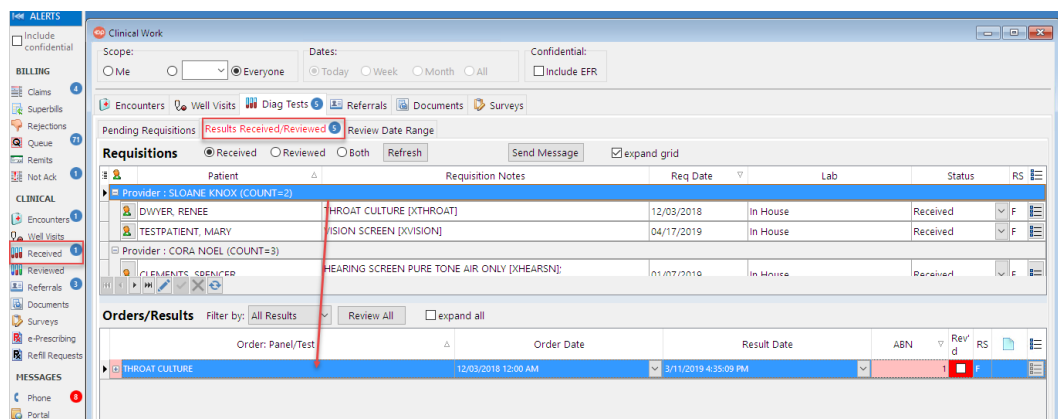 ALERTS
Include
confidential
BILLING
Claims 4
Superbills
Rejections
Queue 71
Remits
Not Ack 1
CLINICAL
Encounters 1
Well Visits
Received 1
Reviewed
Referrals 3
Documents
Surveys
e-Prescribing
Refill Requests
MESSAGES
Phone 8
Portal
Clinical Work
Scope: Dates: Confidential:
Me Everyone Today Week Month All Include EFR
Encounters Well Visits Diag Tests 5 Referrals Documents Surveys
Pending Requisitions Results Received/Reviewed 5 Review Date Range
Requisitions Received Reviewed Both Refresh Send Message expand grid
Patient Requisition Notes Req Date Lab Status RS
Provider : SLOANE KNOX (COUNT=2)
DWYER, RENEE THROAT CULTURE [XTHROAT] 12/03/2018 In House Received F
TESTPATIENT, MARY VISION SCREEN [XVISION] 04/17/2019 In House Received F
Provider : CORA NOEL (COUNT=3)
CLEMENTS, SPENCER HEARING SCREEN PURE TONE AIR ONLY [XHEARSN]; 01/07/2019 In House Received F
Orders/Results Filter by: All Results Review All expand all
Order: Panel/Test Order Date Result Date ABN Rev'd RS
THROAT CULTURE 12/03/2018 12:00 AM 3/11/2019 4:35:09 PM 1 F